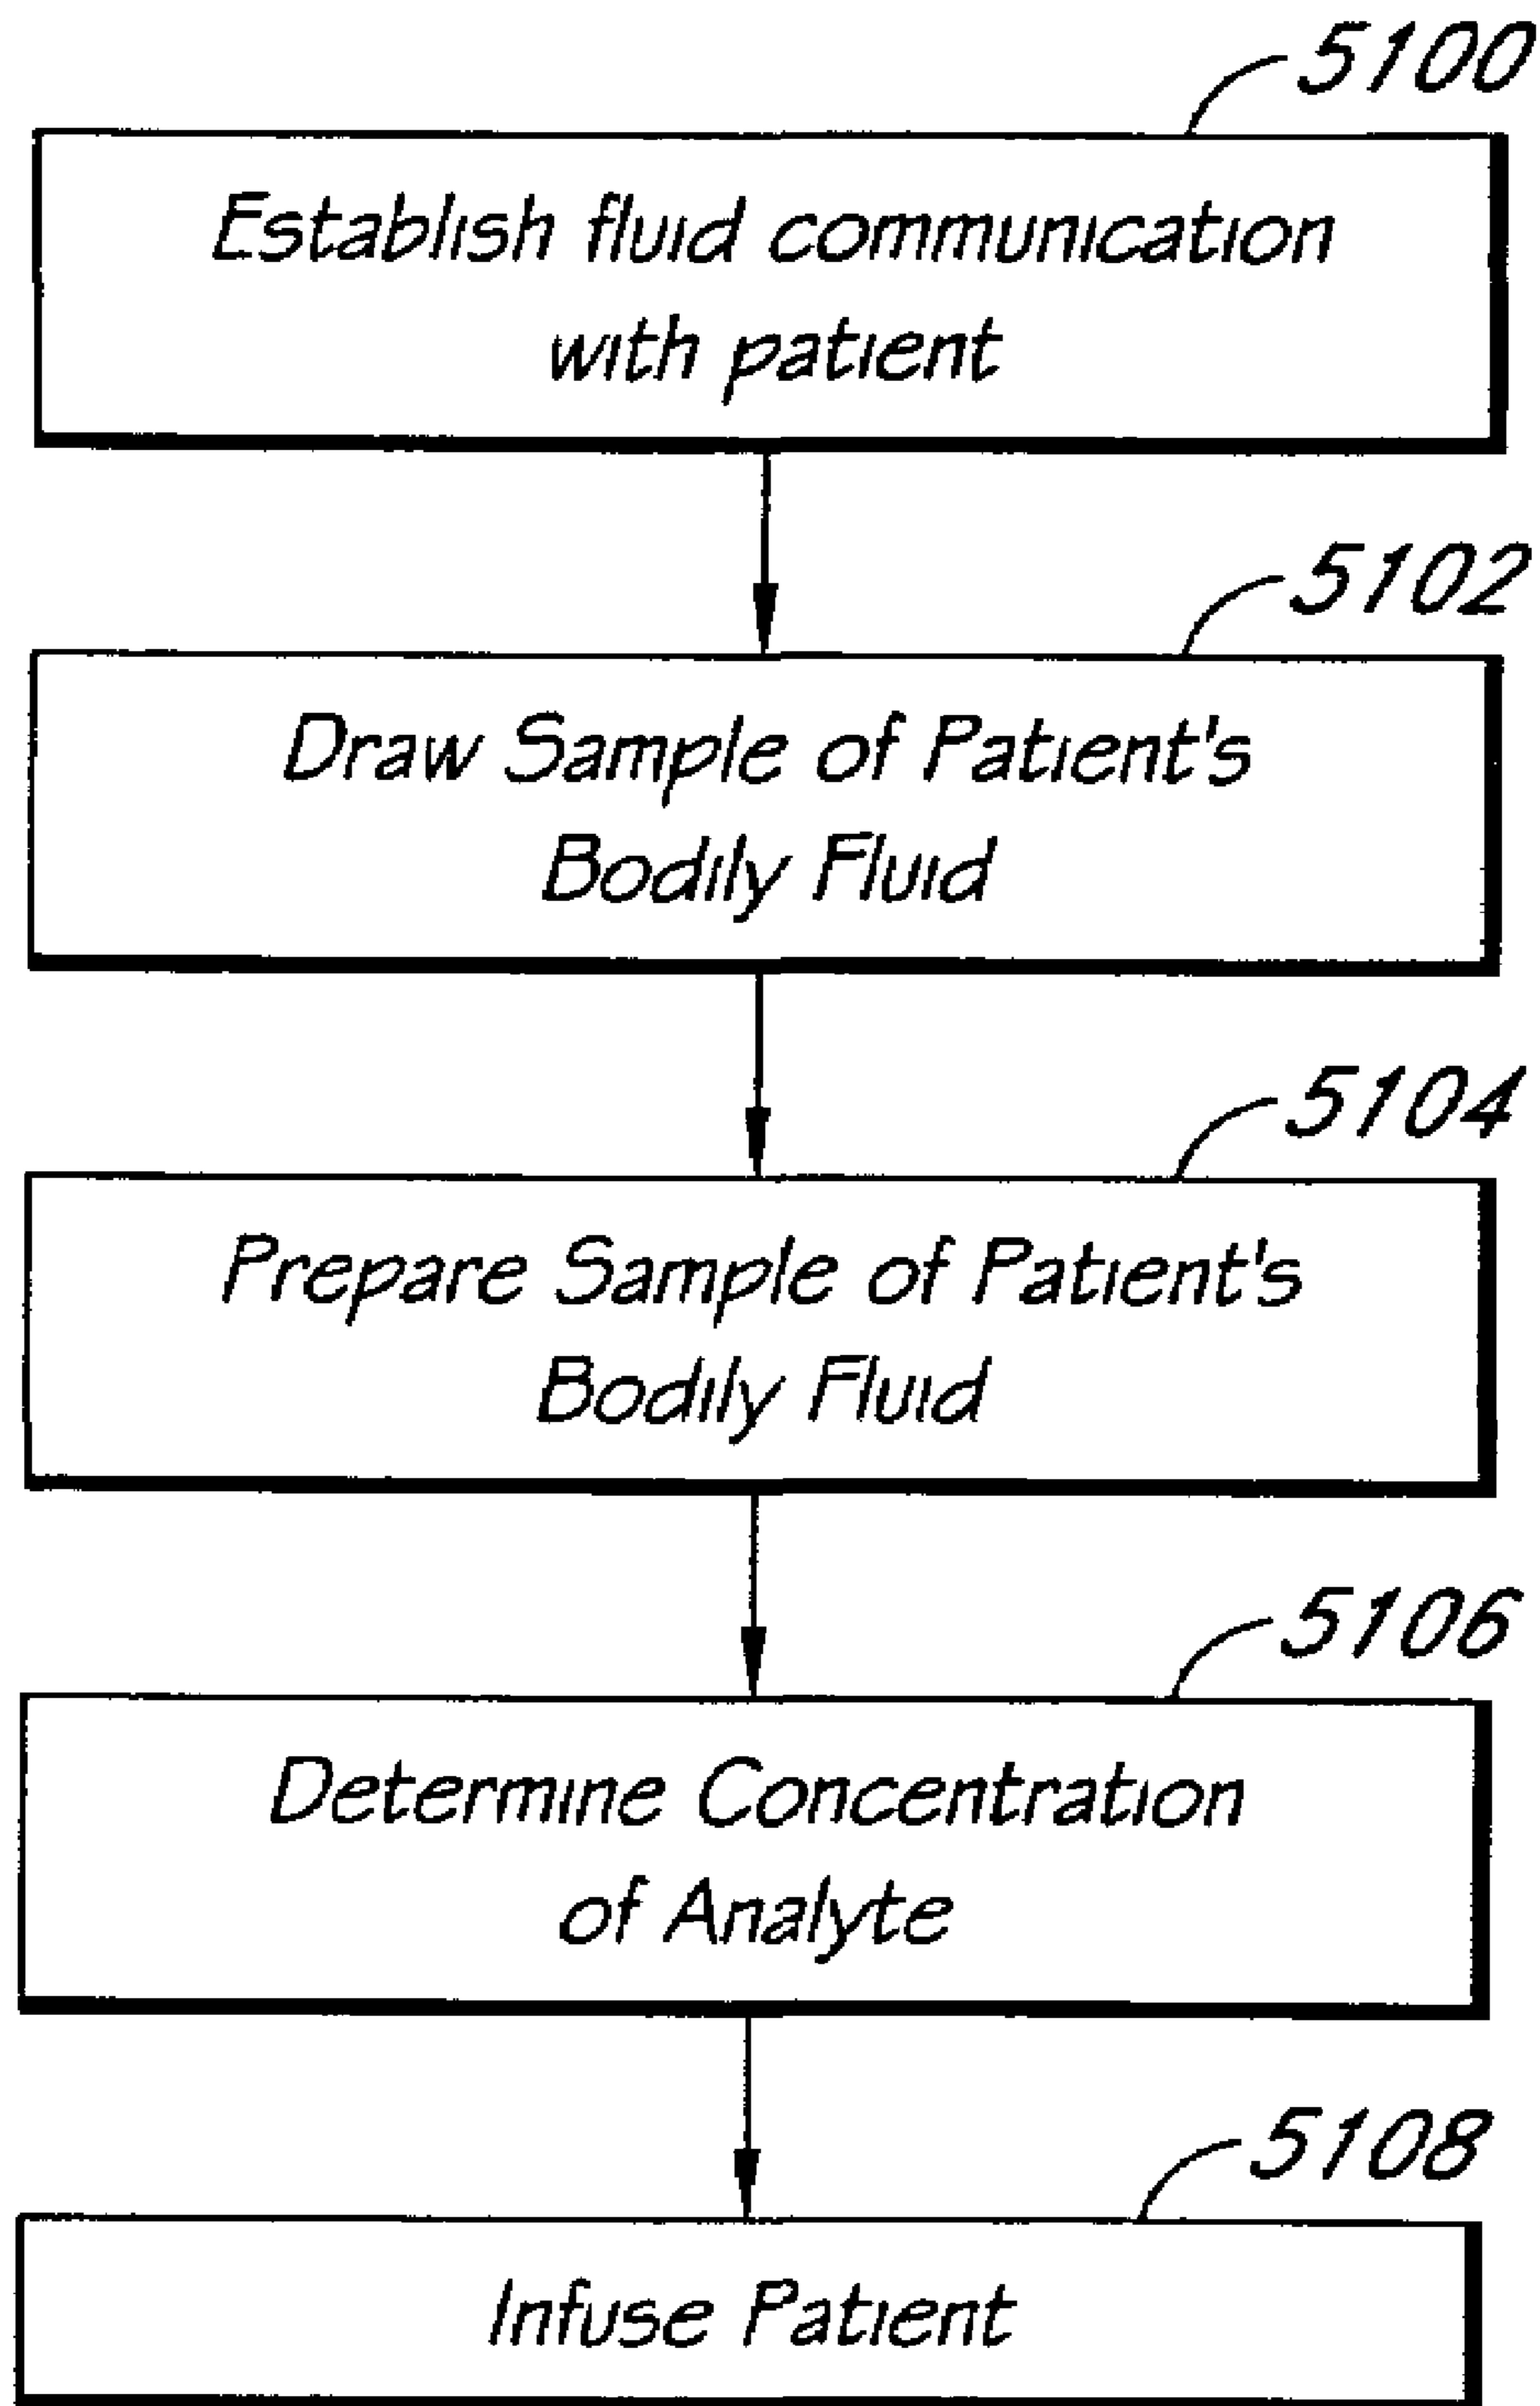 5100
Establish fluid communication
with patient
5102
Draw Sample of Patient's
Bodily Fluid
5104
Prepare Sample of Patient's
Bodily Fluid
5106
Determine Concentration
of Analyte
5108
Infuse Patient